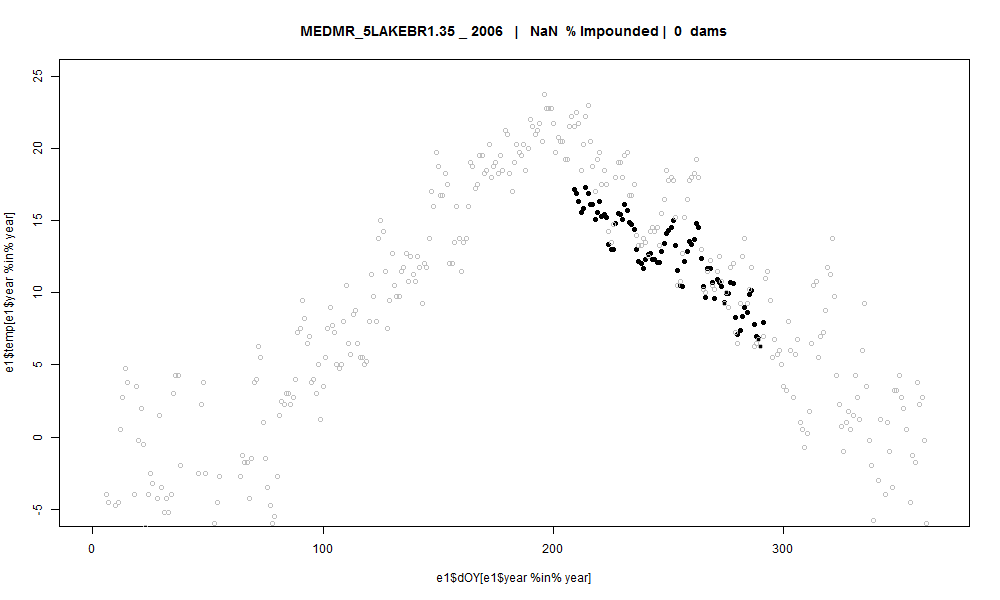 MEDMR_5LAKEBR1.35 _ 2006 | NaN % Impounded | 0 dams
e1$temp[e1$year %in% year]
25
20
15
10
5
0
-5
0 100 200 300
e1$dOY[e1$year %in% year]